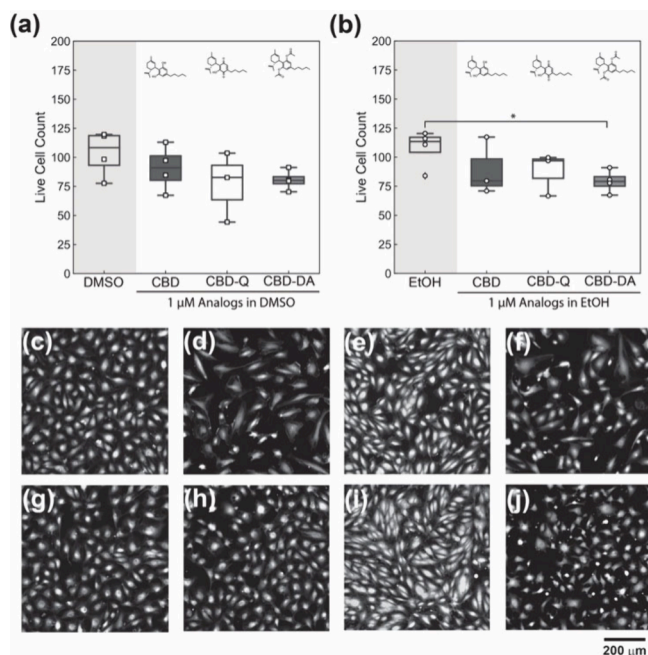 (a)
(b)
Live Cell Count
200
175
150
125
100
75
50
25
0
DMSO
CBD
CBD-Q
CBD-DA
1 μM Analogs in DMSO
Live Cell Count
200
175
150
125
100
75
50
25
0
*
EtOH
CBD
CBD-Q
CBD-DA
1 μM Analogs in EtOH
(c)
(d)
(e)
(f)
(g)
(h)
(i)
(j)
200 μm